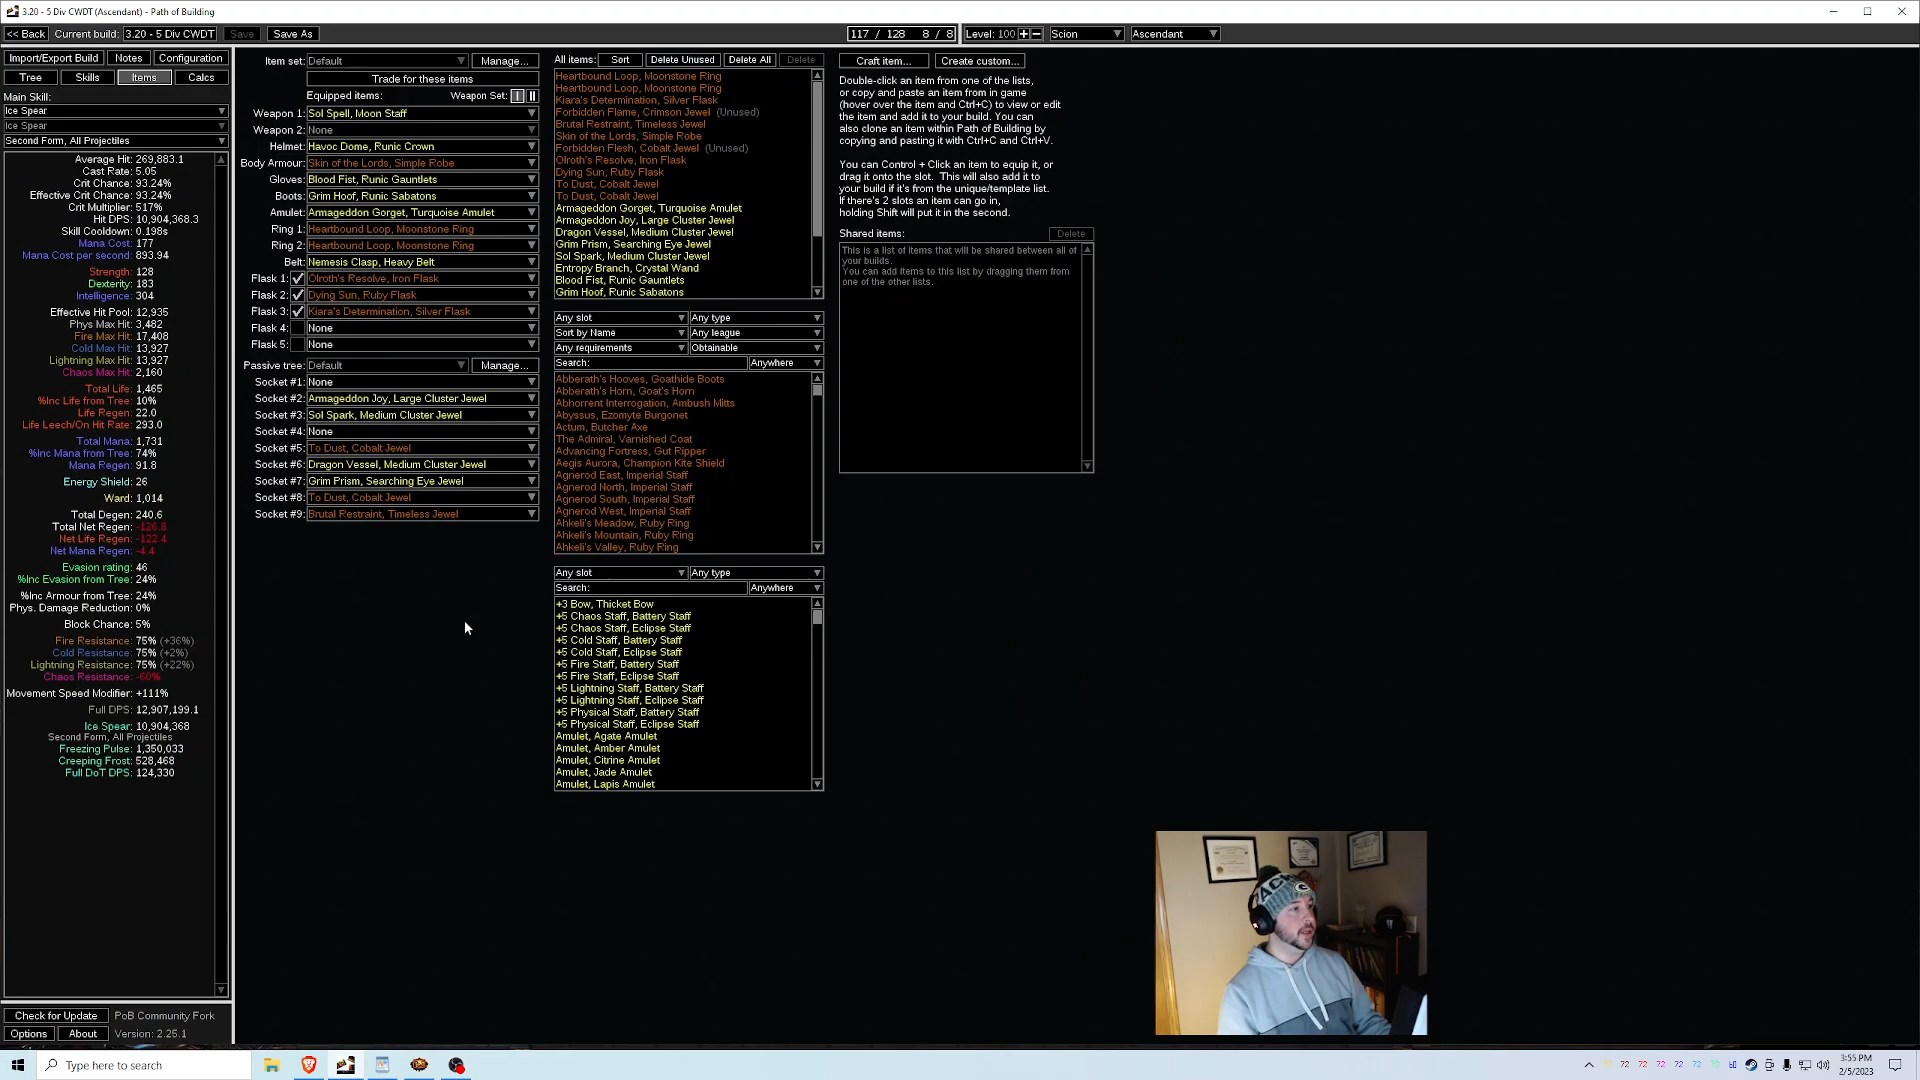 3.20 - 5 Div CWDT (Ascendant) - Path of Building
<< Back
Current build:
3.20 - 5 Div CWDT
Save
Save As
117 / 128 8 / 8
Level: 100
+
-
Scion
Ascendant
Import/Export Build
Notes
Configuration
Tree
Skills
Items
Calcs
Main Skill:
Ice Spear
Ice Spear
Second Form, All Projectiles
Average Hit: 269,883.1
Cast Rate: 5.05
Crit Chance: 93.24%
Effective Crit Chance: 93.24%
Crit Multiplier: 517%
Hit DPS: 10,904,368.3
Skill Cooldown: 0.198s
Mana Cost: 177
Mana Cost per second: 893.94
Strength: 128
Dexterity: 183
Intelligence: 304
Effective Hit Pool: 12,935
Phys Max Hit: 3,482
Fire Max Hit: 17,408
Cold Max Hit: 13,927
Lightning Max Hit: 13,927
Chaos Max Hit: 2,160
Total Life: 1,465
%Inc Life from Tree: 10%
Life Regen: 22.0
Life Leech/On Hit Rate: 293.0
Total Mana: 1,731
%Inc Mana from Tree: 74%
Mana Regen: 91.8
Energy Shield: 26
Ward: 1,014
Total Degen: 240.6
Total Net Regen: -126.8
Net Life Regen: -122.4
Net Mana Regen: -4.4
Evasion rating: 46
%Inc Evasion from Tree: 24%
%Inc Armour from Tree: 24%
Phys. Damage Reduction: 0%
Block Chance: 5%
Fire Resistance: 75% (+36%)
Cold Resistance: 75% (+2%)
Lightning Resistance: 75% (+22%)
Chaos Resistance: -60%
Movement Speed Modifier: +111%
Full DPS: 12,907,199.1
Ice Spear: 10,904,368
Second Form, All Projectiles
Freezing Pulse: 1,350,033
Creeping Frost: 528,468
Full DoT DPS: 124,330
Check for Update
PoB Community Fork
Options
About
Version: 2.25.1
Item set: Default
Manage...
Trade for these items
Equipped items:
Weapon Set: I II
Weapon 1: Sol Spell, Moon Staff
Weapon 2: None
Helmet: Havoc Dome, Runic Crown
Body Armour: Skin of the Lords, Simple Robe
Gloves: Blood Fist, Runic Gauntlets
Boots: Grim Hoof, Runic Sabatons
Amulet: Armageddon Gorget, Turquoise Amulet
Ring 1: Heartbound Loop, Moonstone Ring
Ring 2: Heartbound Loop, Moonstone Ring
Belt: Nemesis Clasp, Heavy Belt
Flask 1: Olroth's Resolve, Iron Flask
Flask 2: Dying Sun, Ruby Flask
Flask 3: Kiara's Determination, Silver Flask
Flask 4: None
Flask 5: None
Passive tree: Default
Manage...
Socket #1: None
Socket #2: Armageddon Joy, Large Cluster Jewel
Socket #3: Sol Spark, Medium Cluster Jewel
Socket #4: None
Socket #5: To Dust, Cobalt Jewel
Socket #6: Dragon Vessel, Medium Cluster Jewel
Socket #7: Grim Prism, Searching Eye Jewel
Socket #8: To Dust, Cobalt Jewel
Socket #9: Brutal Restraint, Timeless Jewel
All items:
Sort
Delete Unused
Delete All
Delete
Heartbound Loop, Moonstone Ring
Heartbound Loop, Moonstone Ring
Kiara's Determination, Silver Flask
Forbidden Flame, Crimson Jewel (Unused)
Brutal Restraint, Timeless Jewel
Skin of the Lords, Simple Robe
Forbidden Flesh, Cobalt Jewel (Unused)
Olroth's Resolve, Iron Flask
Dying Sun, Ruby Flask
To Dust, Cobalt Jewel
To Dust, Cobalt Jewel
Armageddon Gorget, Turquoise Amulet
Armageddon Joy, Large Cluster Jewel
Dragon Vessel, Medium Cluster Jewel
Grim Prism, Searching Eye Jewel
Sol Spark, Medium Cluster Jewel
Entropy Branch, Crystal Wand
Blood Fist, Runic Gauntlets
Grim Hoof, Runic Sabatons
Any slot
Any type
Sort by Name
Any league
Any requirements
Obtainable
Search:
Anywhere
Abberath's Hooves, Goathide Boots
Abberath's Horn, Goat's Horn
Abhorrent Interrogation, Ambush Mitts
Abyssus, Ezomyte Burgonet
Actum, Butcher Axe
The Admiral, Varnished Coat
Advancing Fortress, Gut Ripper
Aegis Aurora, Champion Kite Shield
Agnerod East, Imperial Staff
Agnerod North, Imperial Staff
Agnerod South, Imperial Staff
Agnerod West, Imperial Staff
Ahkeli's Meadow, Ruby Ring
Ahkeli's Mountain, Ruby Ring
Ahkeli's Valley, Ruby Ring
Any slot
Any type
Search:
Anywhere
+3 Bow, Thicket Bow
+5 Chaos Staff, Battery Staff
+5 Chaos Staff, Eclipse Staff
+5 Cold Staff, Battery Staff
+5 Cold Staff, Eclipse Staff
+5 Fire Staff, Battery Staff
+5 Fire Staff, Eclipse Staff
+5 Lightning Staff, Battery Staff
+5 Lightning Staff, Eclipse Staff
+5 Physical Staff, Battery Staff
+5 Physical Staff, Eclipse Staff
Amulet, Agate Amulet
Amulet, Amber Amulet
Amulet, Citrine Amulet
Amulet, Jade Amulet
Amulet, Lapis Amulet
Craft item...
Create custom...
Double-click an item from one of the lists,
or copy and paste an item from in game
(hover over the item and Ctrl+C) to view or edit
the item and add it to your build. You can
also clone an item within Path of Building by
copying and pasting it with Ctrl+C and Ctrl+V.
You can Control + Click an item to equip it, or
drag it onto the slot. This will also add it to
your build if it's from the unique/template list.
If there's 2 slots an item can go in,
holding Shift will put it in the second.
Shared items:
Delete
This is a list of items that will be shared between all of
your builds.
You can add items to this list by dragging them from
one of the other lists.
Type here to search
72 72 72 72 72
3:55 PM
2/5/2023